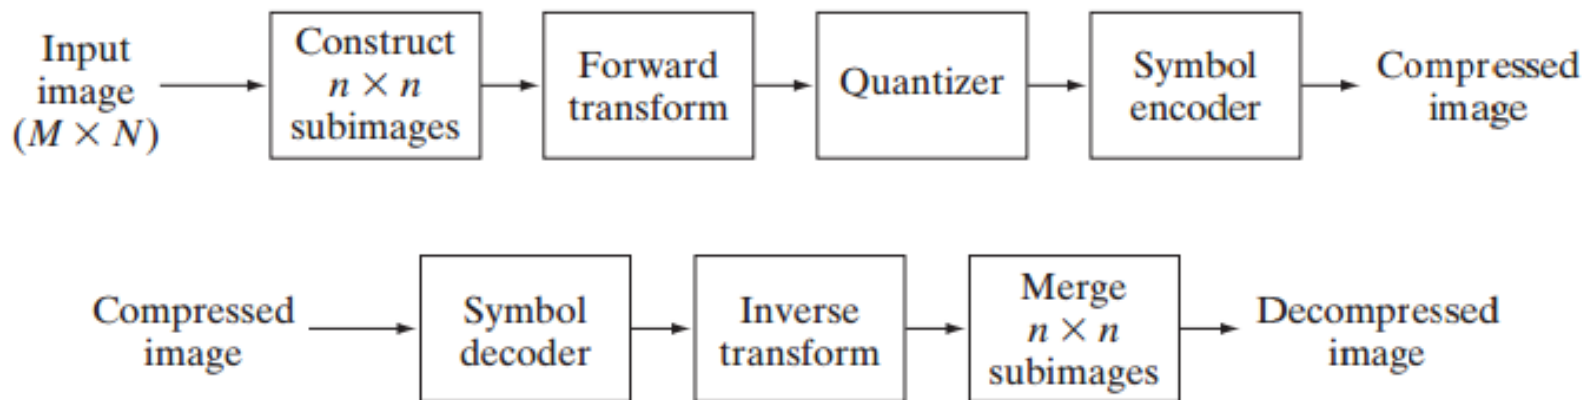 Input
image
(M × N)
Construct
n × n
subimages
Forward
transform
Quantizer
Symbol
encoder
Compressed
image
Compressed
image
Symbol
decoder
Inverse
transform
Merge
n × n
subimages
Decompressed
image